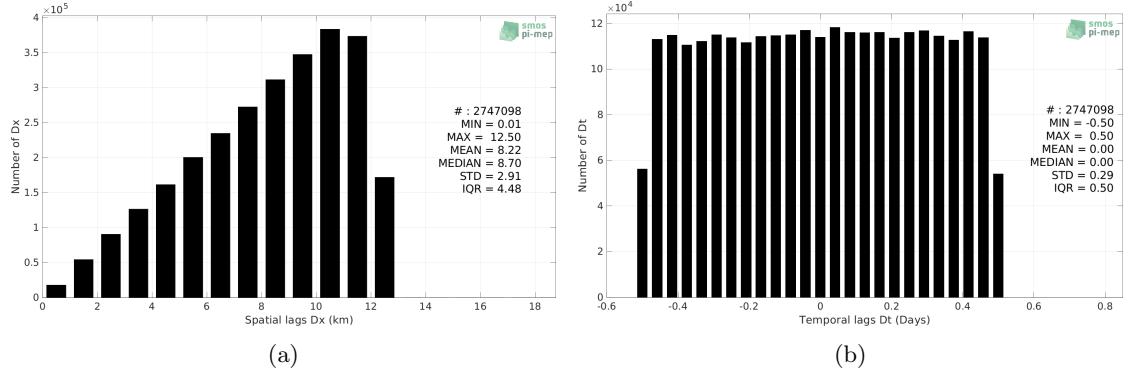 ×10^5
4
3.5
3
2.5
2
1.5
1
0.5
0
Number of Dx
0 2 4 6 8 10 12 14 16 18
Spatial lags Dx (km)
smos
pi-mep
# : 2747098
MIN = 0.01
MAX = 12.50
MEAN = 8.22
MEDIAN = 8.70
STD = 2.91
IQR = 4.48
(a)
×10^4
12
10
8
6
4
2
0
Number of Dt
-0.6 -0.4 -0.2 0 0.2 0.4 0.6 0.8
Temporal lags Dt (Days)
smos
pi-mep
# : 2747098
MIN = -0.50
MAX = 0.50
MEAN = 0.00
MEDIAN = 0.00
STD = 0.29
IQR = 0.50
(b)